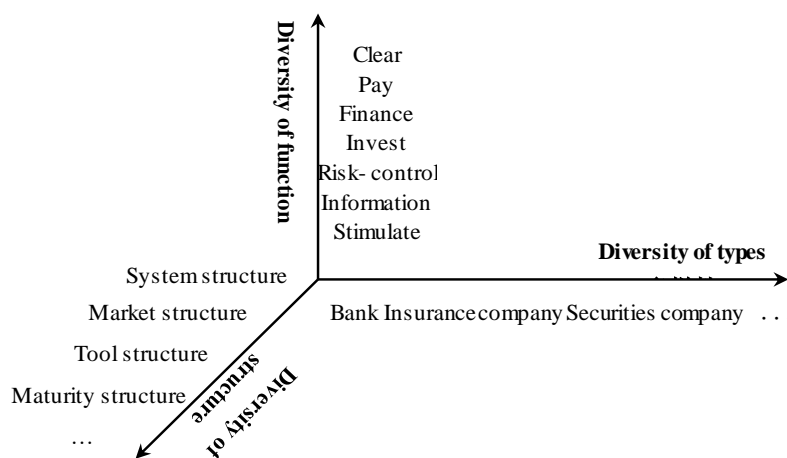 Diversity of function
Clear
Pay
Finance
Invest
Risk- control
Information
Stimulate
Diversity of types
System structure
Market structure
Bank Insurance company Securities company . .
Tool structure
Maturity structure
...
Diversity of
structure